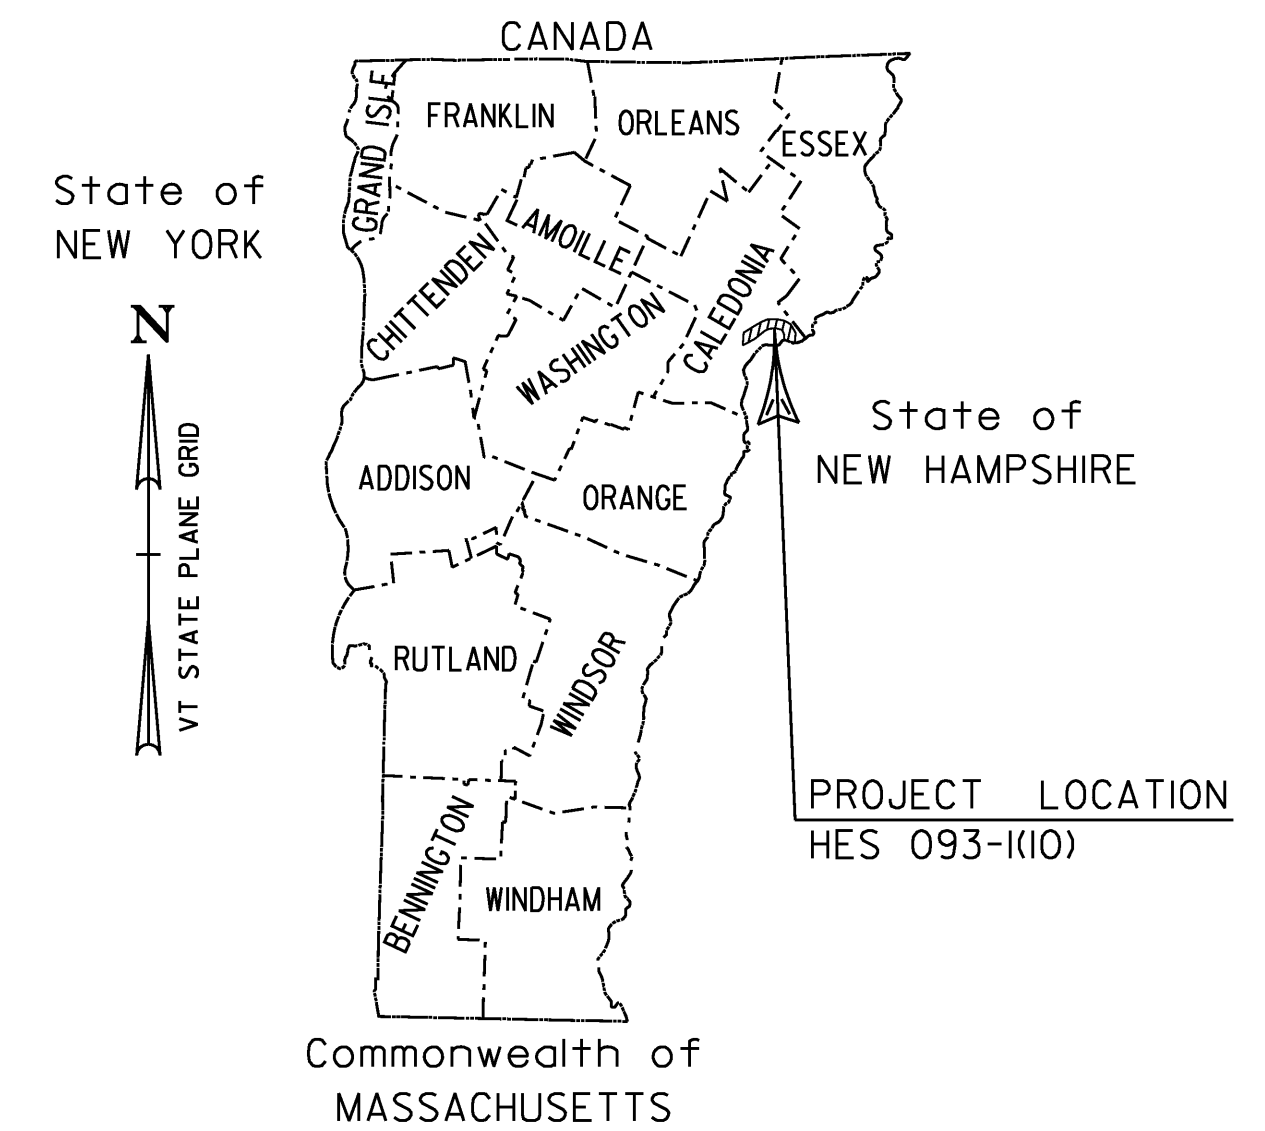 CANADA
GRAND ISLE
FRANKLIN
ORLEANS
ESSEX
State of
NEW YORK
LAMOILLE
CHITTENDEN
WASHINGTON
CALEDONIA
N
VT STATE PLANE GRID
State of
NEW HAMPSHIRE
ADDISON
ORANGE
RUTLAND
WINDSOR
PROJECT LOCATION
HES 093-1(10)
BENNINGTON
WINDHAM
Commonwealth of
MASSACHUSETTS